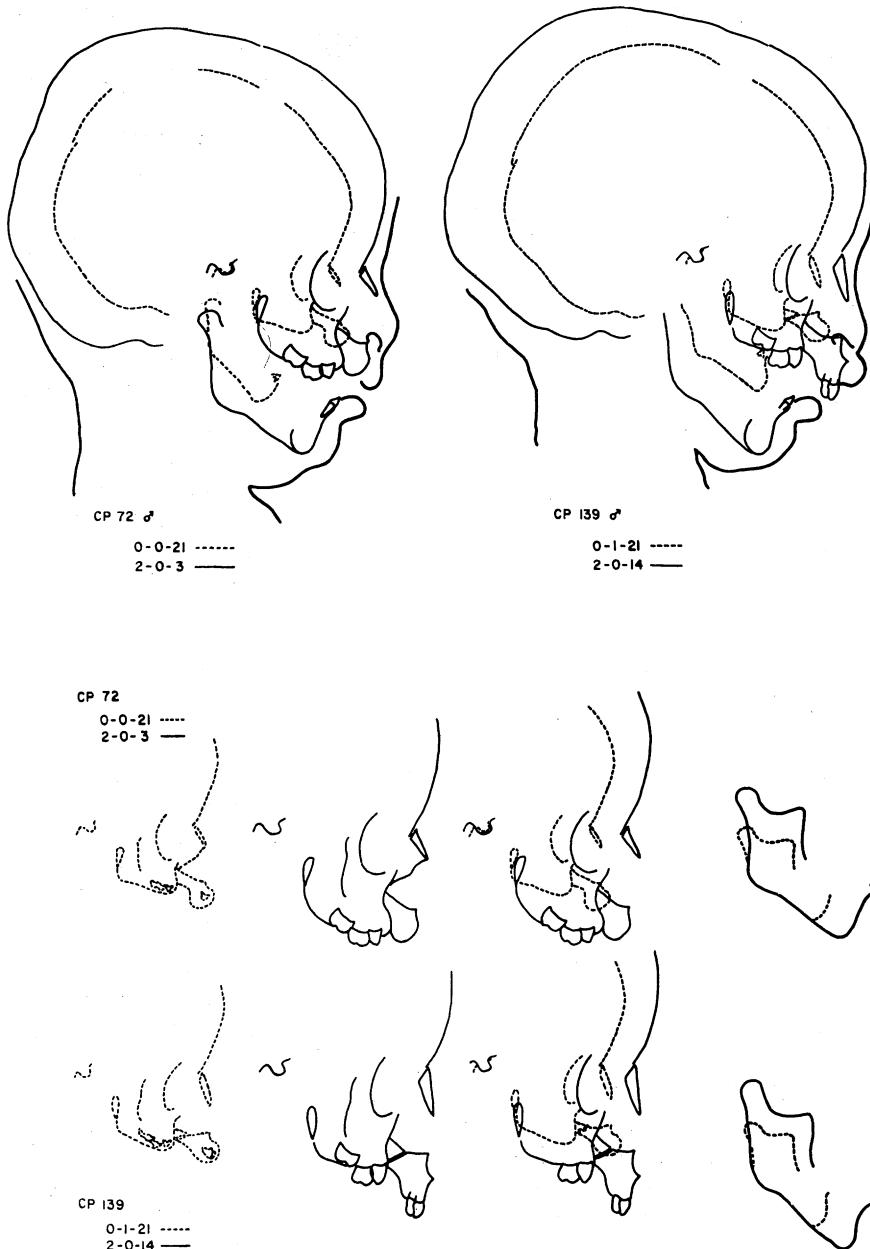 CP 72 ♂
0-0-21 -----
2-0-3 —
CP 139 ♂
0-1-21 -----
2-0-14 —
CP 72
0-0-21 -----
2-0-3 —
CP 139
0-1-21 -----
2-0-14 —